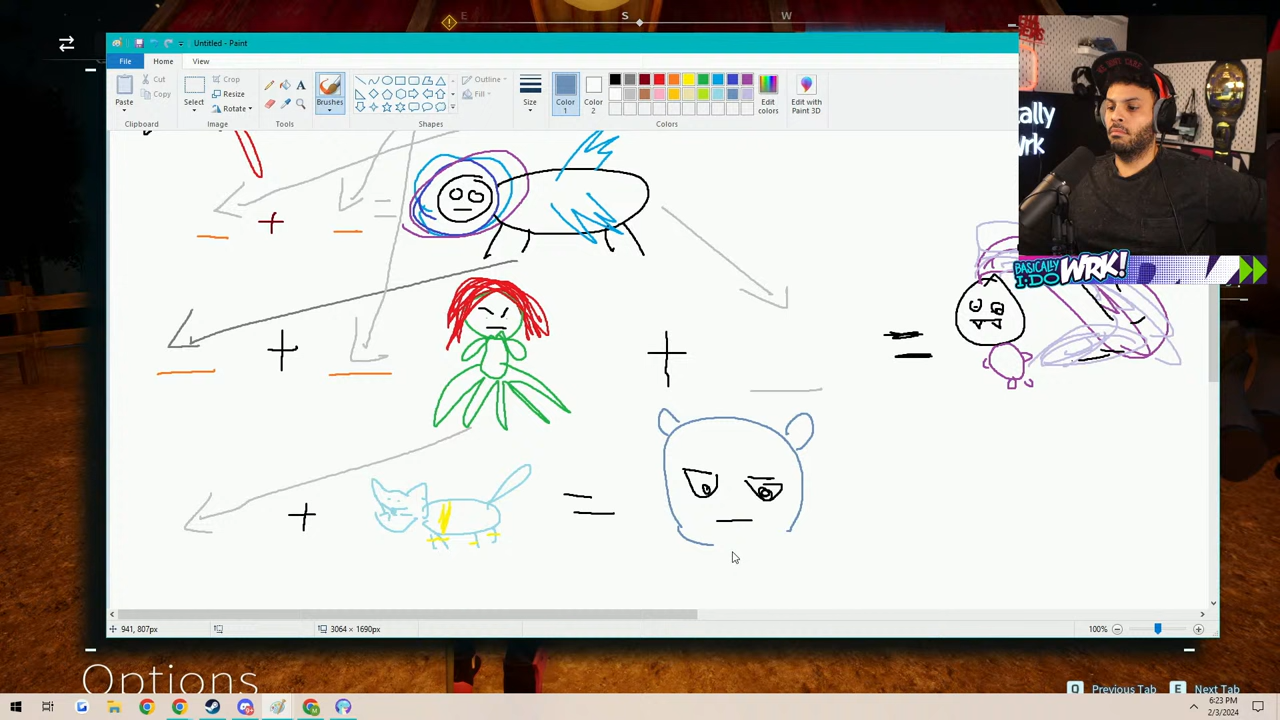 E S W
Untitled - Paint
File Home View
Cut
Copy
Paste
Clipboard
Crop
Resize
Rotate
Select
Image
A
Tools
Brushes
Outline
Fill
Shapes
Size
Color 1
Color 2
Edit colors
Colors
Edit with Paint 3D
BASICALLY I DO WRK!
+ =
+ + =
+ =
941, 807px
3064 × 1690px
100%
Options
Q Previous Tab E Next Tab
6:23 PM
2/3/2024